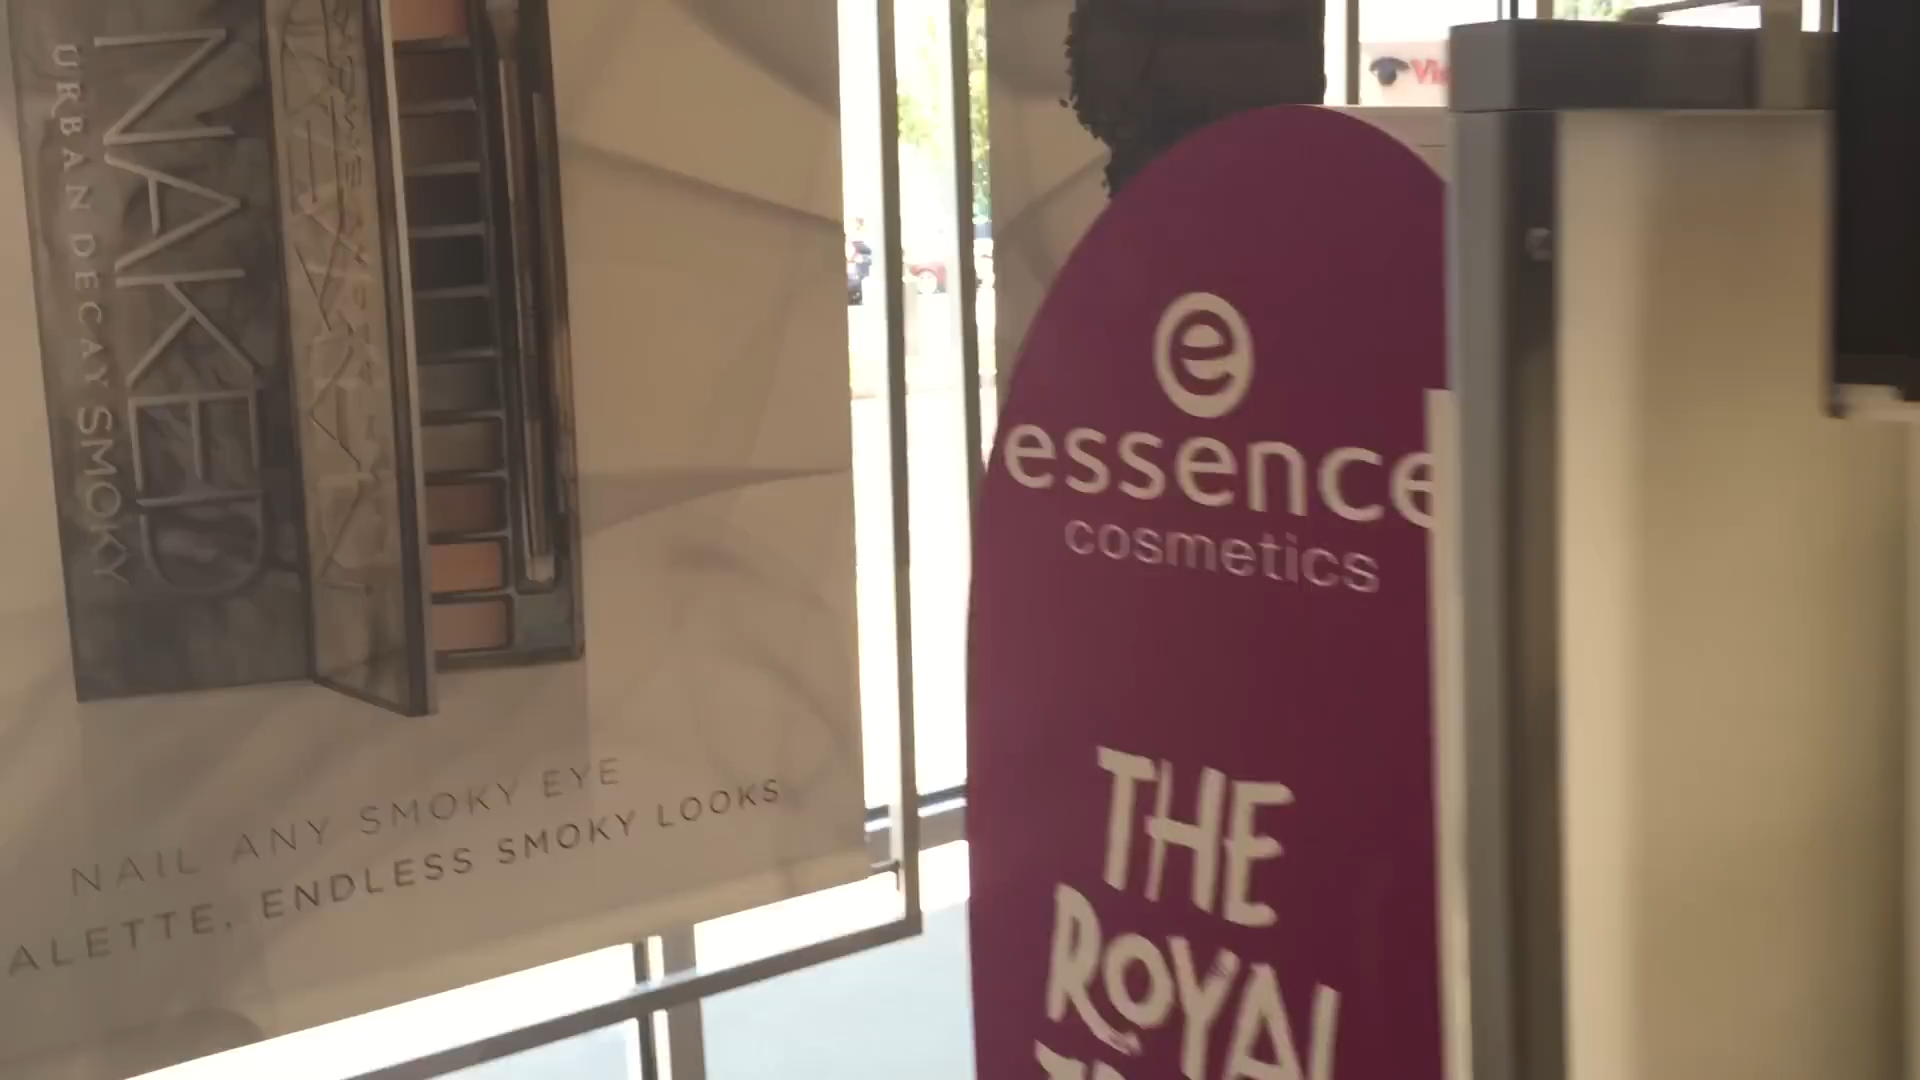 NAKED
URBAN DECAY SMOKY
NAIL ANY SMOKY EYE
ALETTE, ENDLESS SMOKY LOOKS
e
essence
cosmetics
THE
ROYAL